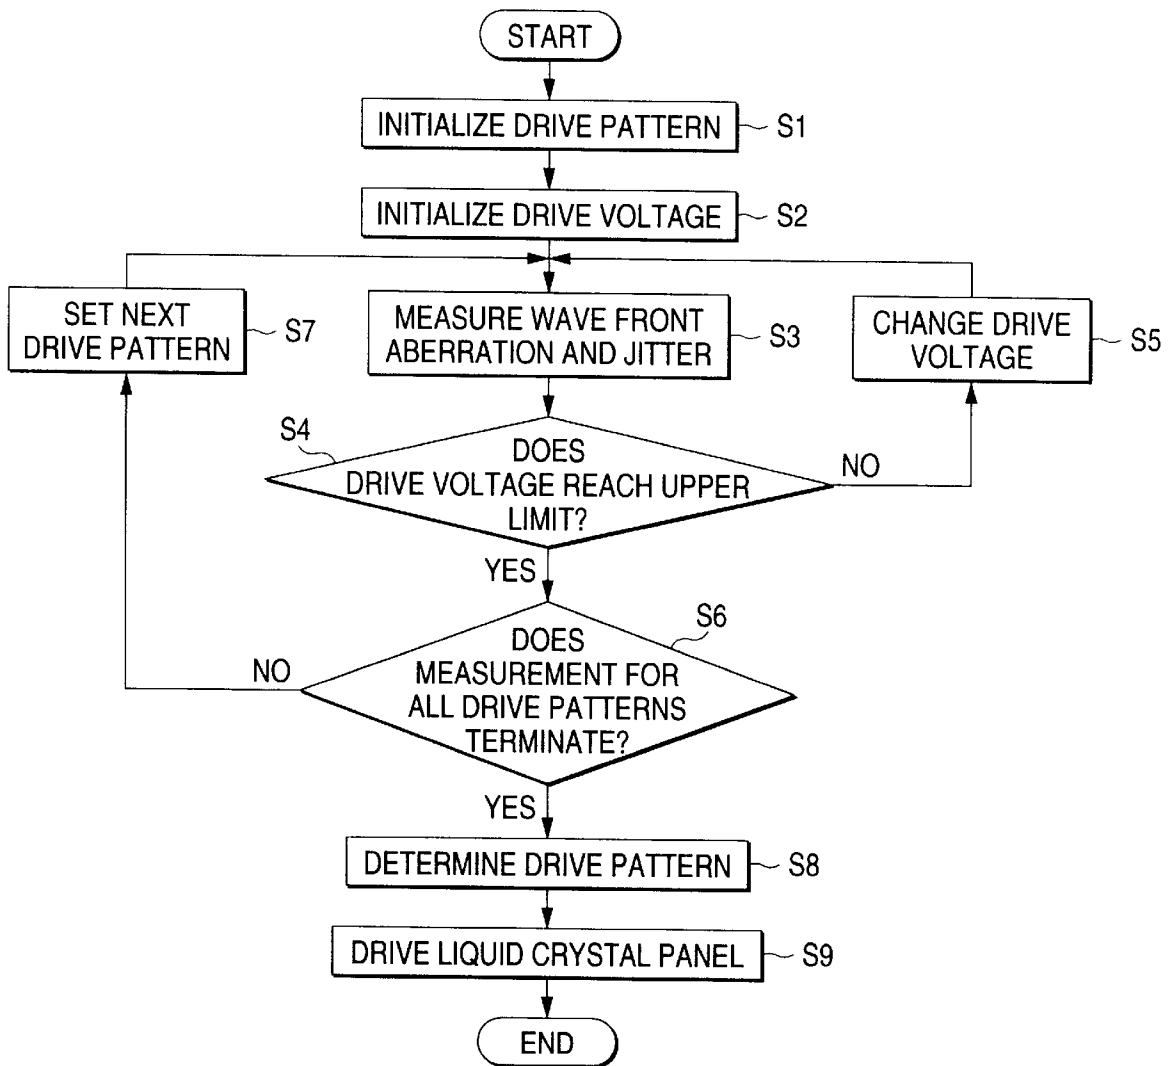 START
INITIALIZE DRIVE PATTERN
S1
INITIALIZE DRIVE VOLTAGE
S2
SET NEXT
DRIVE PATTERN
S7
MEASURE WAVE FRONT
ABERRATION AND JITTER
S3
CHANGE DRIVE
VOLTAGE
S5
S4
DOES
DRIVE VOLTAGE REACH UPPER
LIMIT?
NO
YES
S6
DOES
MEASUREMENT FOR
ALL DRIVE PATTERNS
TERMINATE?
NO
YES
DETERMINE DRIVE PATTERN
S8
DRIVE LIQUID CRYSTAL PANEL
S9
END